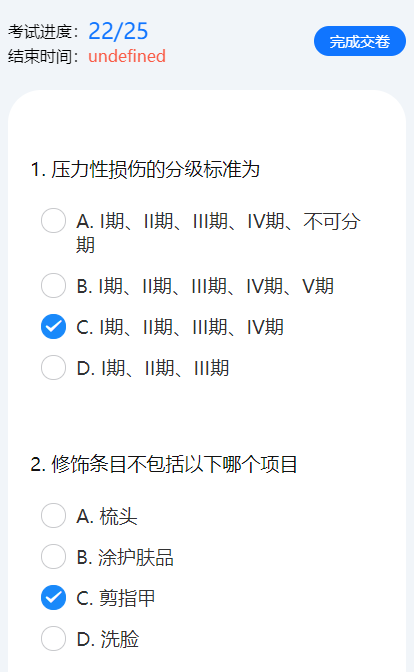 考试进度：22/25
完成交卷
结束时间：undefined
1. 压力性损伤的分级标准为
A. I期、II期、III期、IV期、不可分
期
B. I期、II期、III期、IV期、V期
C. I期、II期、III期、IV期
D. I期、II期、III期
2. 修饰条目不包括以下哪个项目
A. 梳头
B. 涂护肤品
C. 剪指甲
D. 洗脸